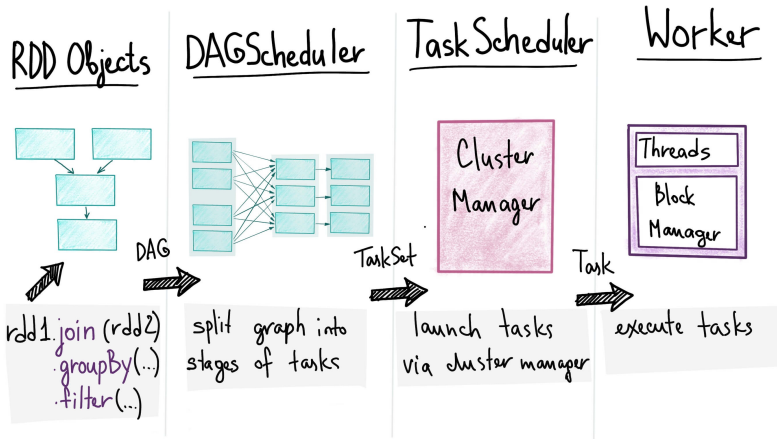 RDD Objects
DAGScheduler
TaskScheduler
Worker
Cluster
Manager
Threads
Block
Manager
DAG
TaskSet
Task
rdd1.join(rdd2)
.groupBy(...)
.filter(...)
split graph into
stages of tasks
launch tasks
via cluster manager
execute tasks